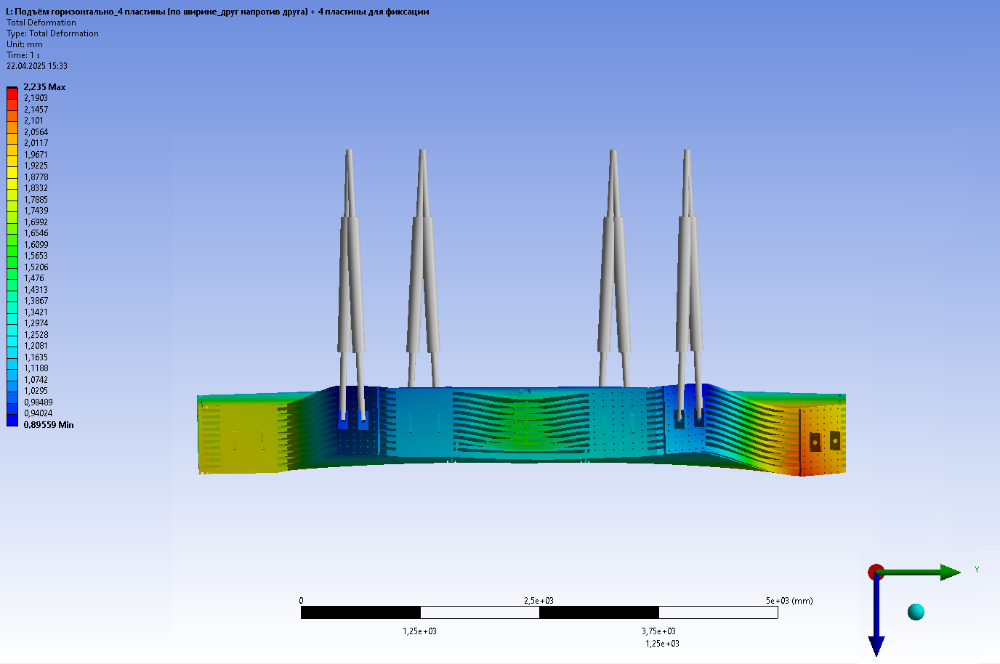 L: Подъём горизонтально_4 пластины (по ширине_друг напротив друга) + 4 пластины для фиксации
Total Deformation
Type: Total Deformation
Unit: mm
Time: 1 s
22.04.2025 15:33
2,235 Max
2,1903
2,1457
2,101
2,0564
2,0117
1,9671
1,9225
1,8778
1,8332
1,7885
1,7439
1,6992
1,6546
1,6099
1,5653
1,5206
1,476
1,4313
1,3867
1,3421
1,2974
1,2528
1,2081
1,1635
1,1188
1,0742
1,0295
0,98489
0,94024
0,89559 Min
Y
0 2,5e+03 5e+03 (mm)
1,25e+03 3,75e+03
1,25e+03